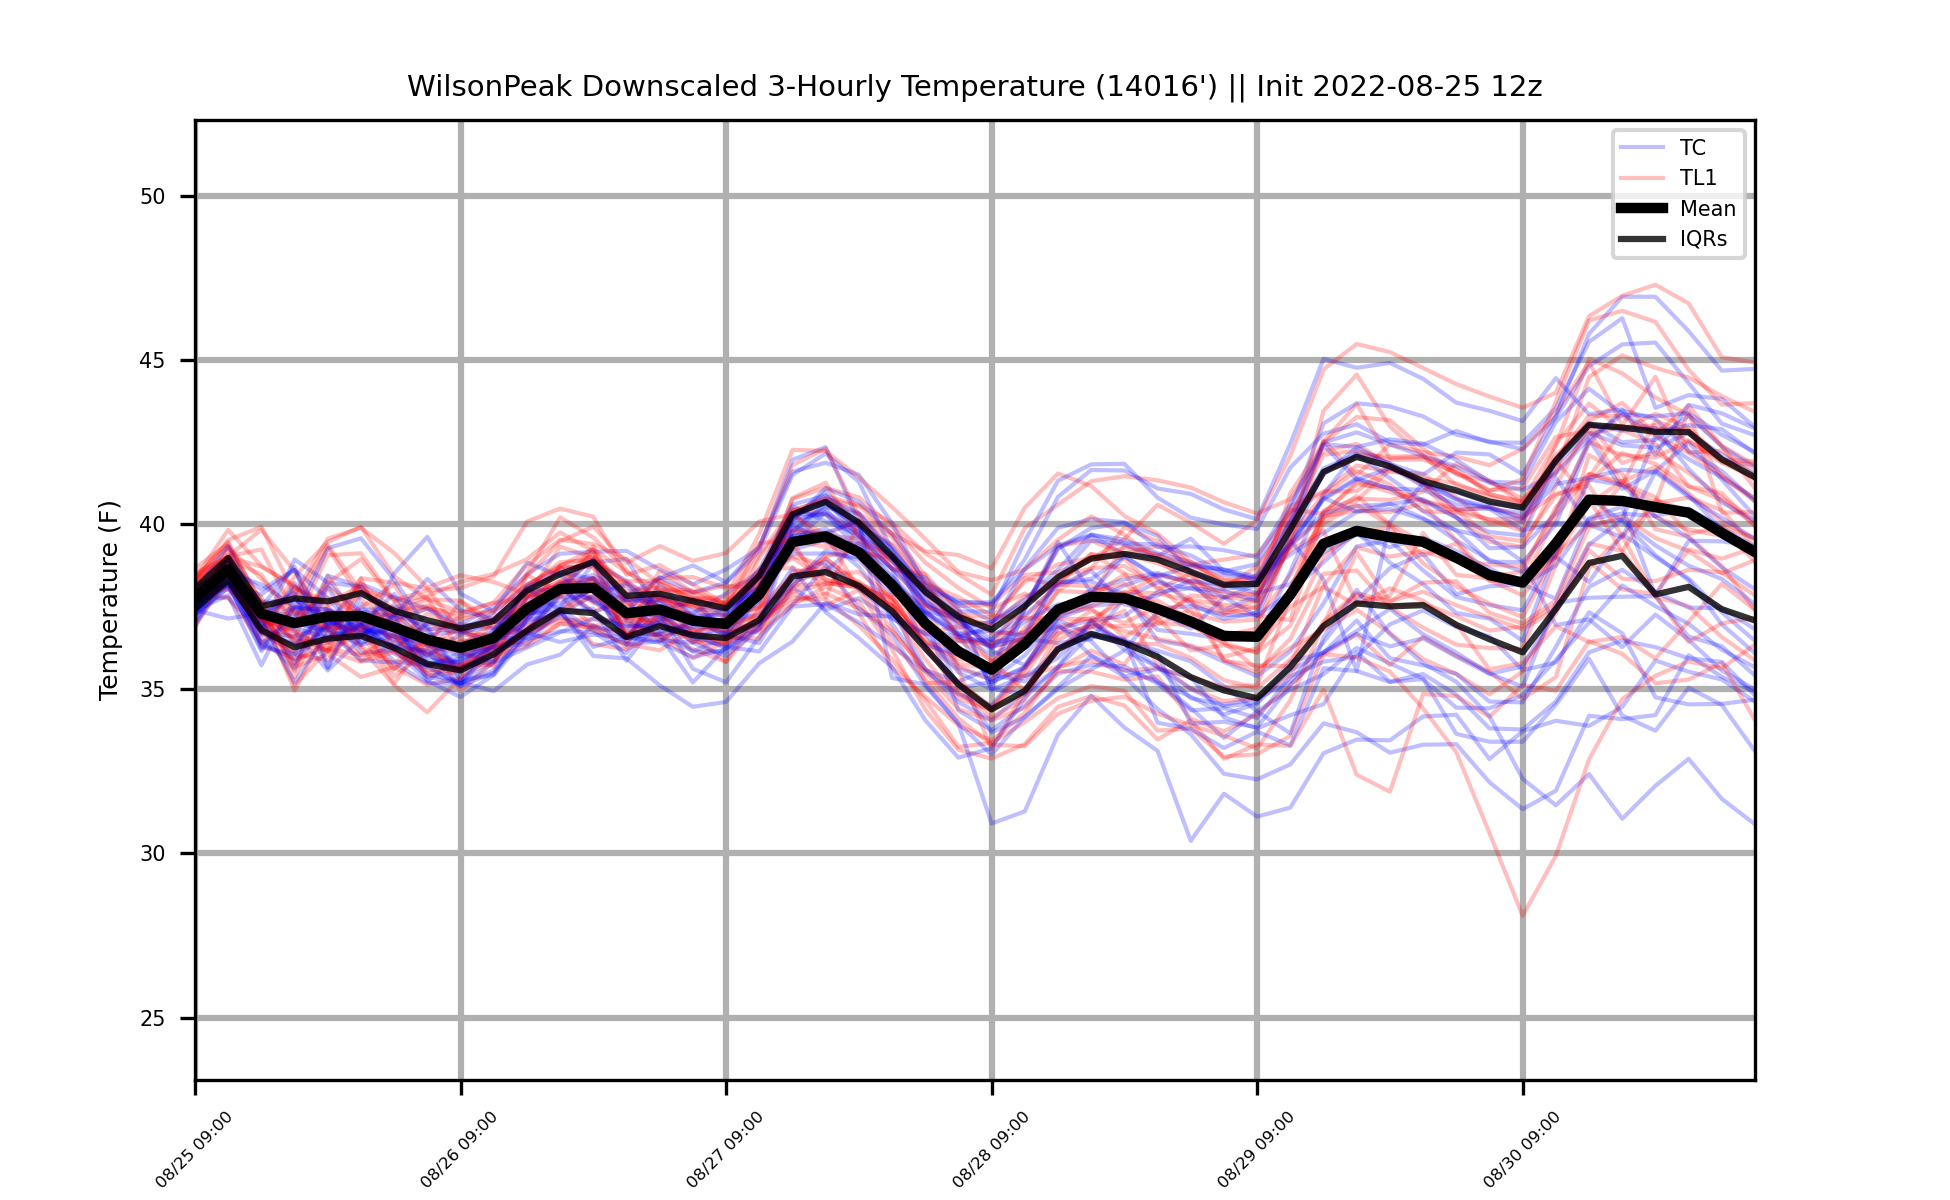 WilsonPeak Downscaled 3-Hourly Temperature (14016') || Init 2022-08-25 12z
TC
TL1
Mean
IQRs
Temperature (F)
50
45
40
35
30
25
08/25 09:00
08/26 09:00
08/27 09:00
08/28 09:00
08/29 09:00
08/30 09:00